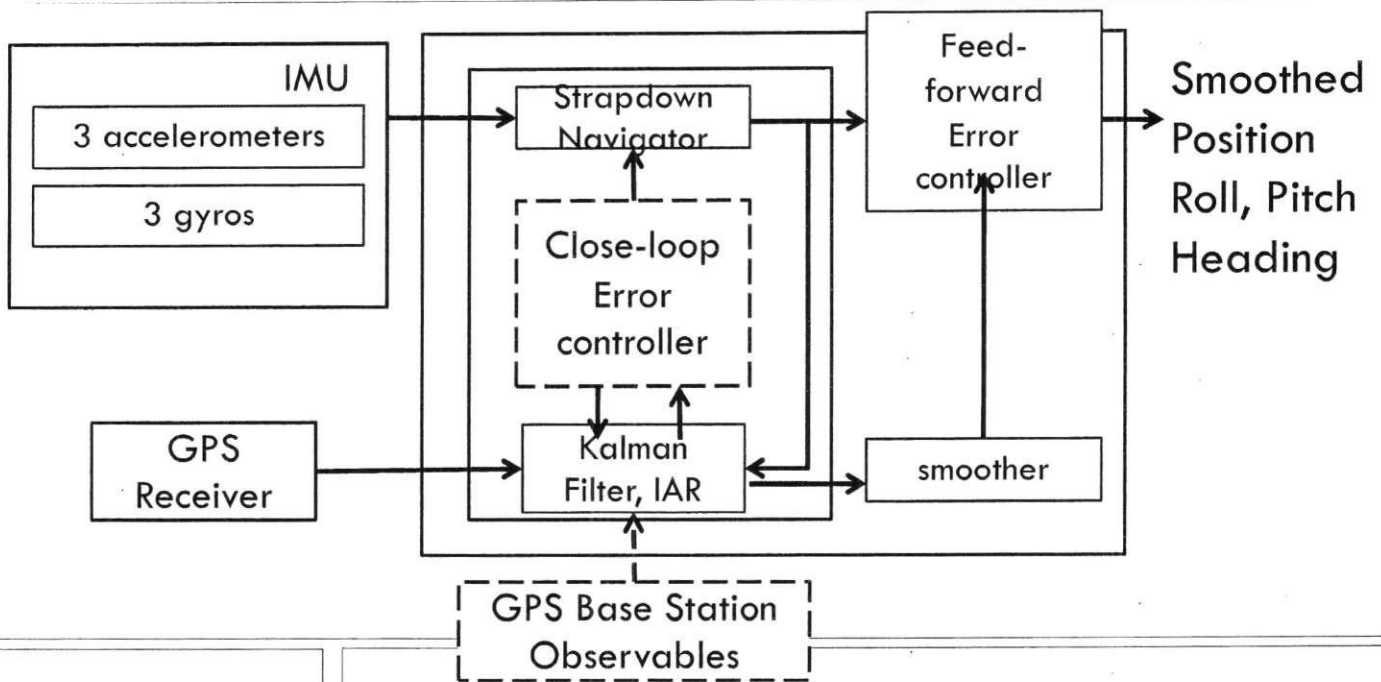 IMU
3 accelerometers
3 gyros
GPS
Receiver
Strapdown
Navigator
Close-loop
Error
controller
Kalman
Filter, IAR
GPS Base Station
Observables
Feed-
forward
Error
controller
smoother
Smoothed
Position
Roll, Pitch
Heading